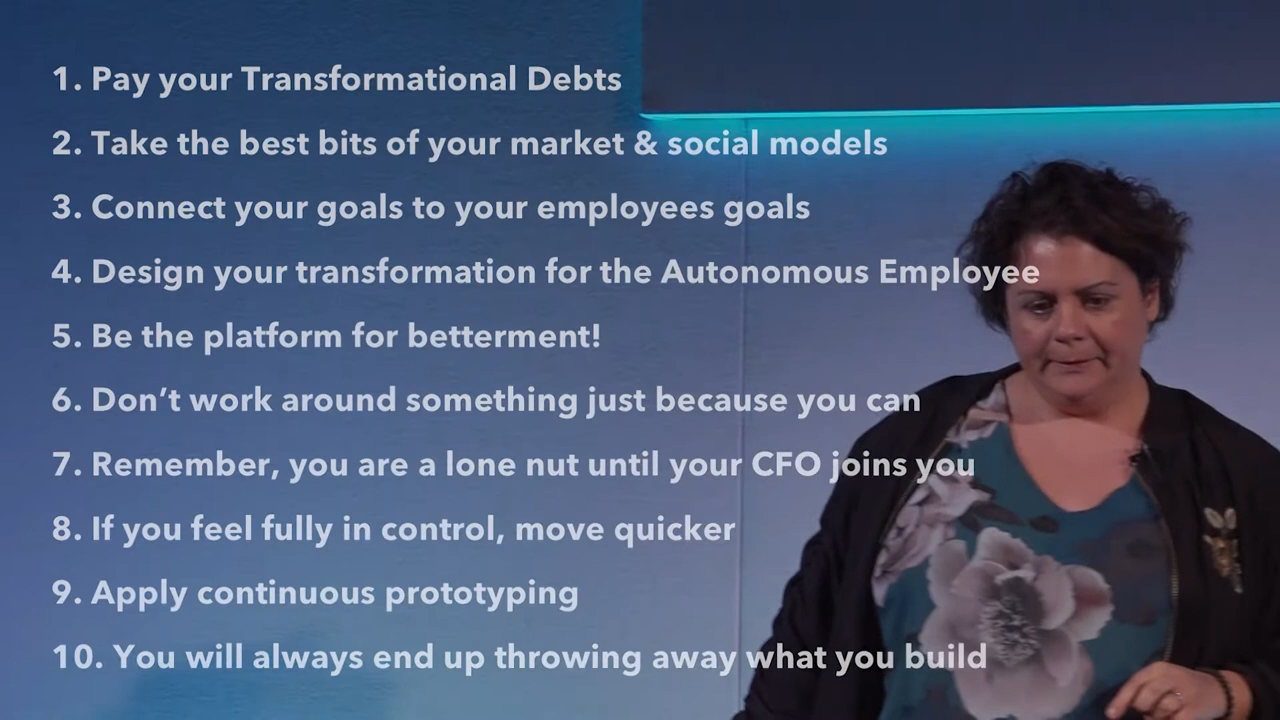 1. Pay your Transformational Debts
2. Take the best bits of your market & social models
3. Connect your goals to your employees goals
4. Design your transformation for the Autonomous Employee
5. Be the platform for betterment!
6. Don’t work around something just because you can
7. Remember, you are a lone nut until your CFO joins you
8. If you feel fully in control, move quicker
9. Apply continuous prototyping
10. You will always end up throwing away what you build